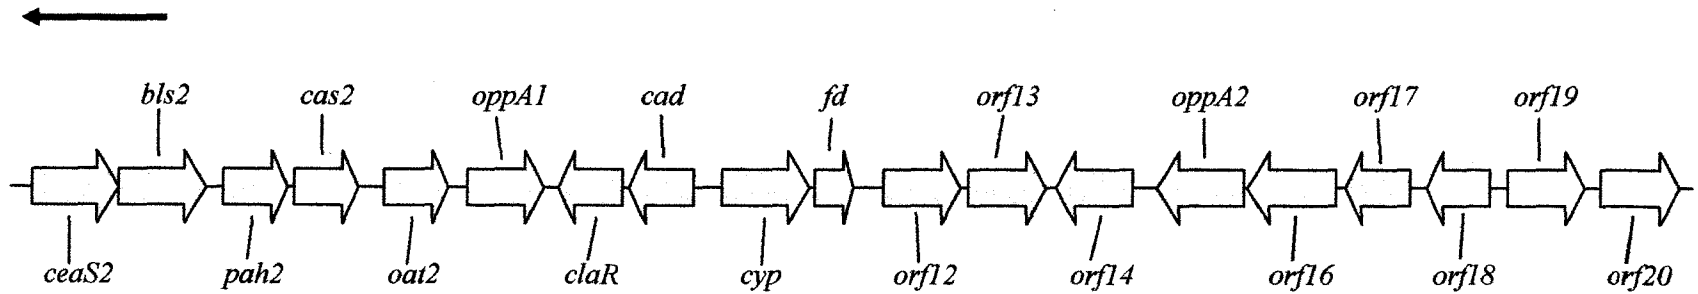 bls2 cas2 oppA1 cad fd orf13 oppA2 orf17 orf19
ceaS2 pah2 oat2 claR cyp orf12 orf14 orf16 orf18 orf20